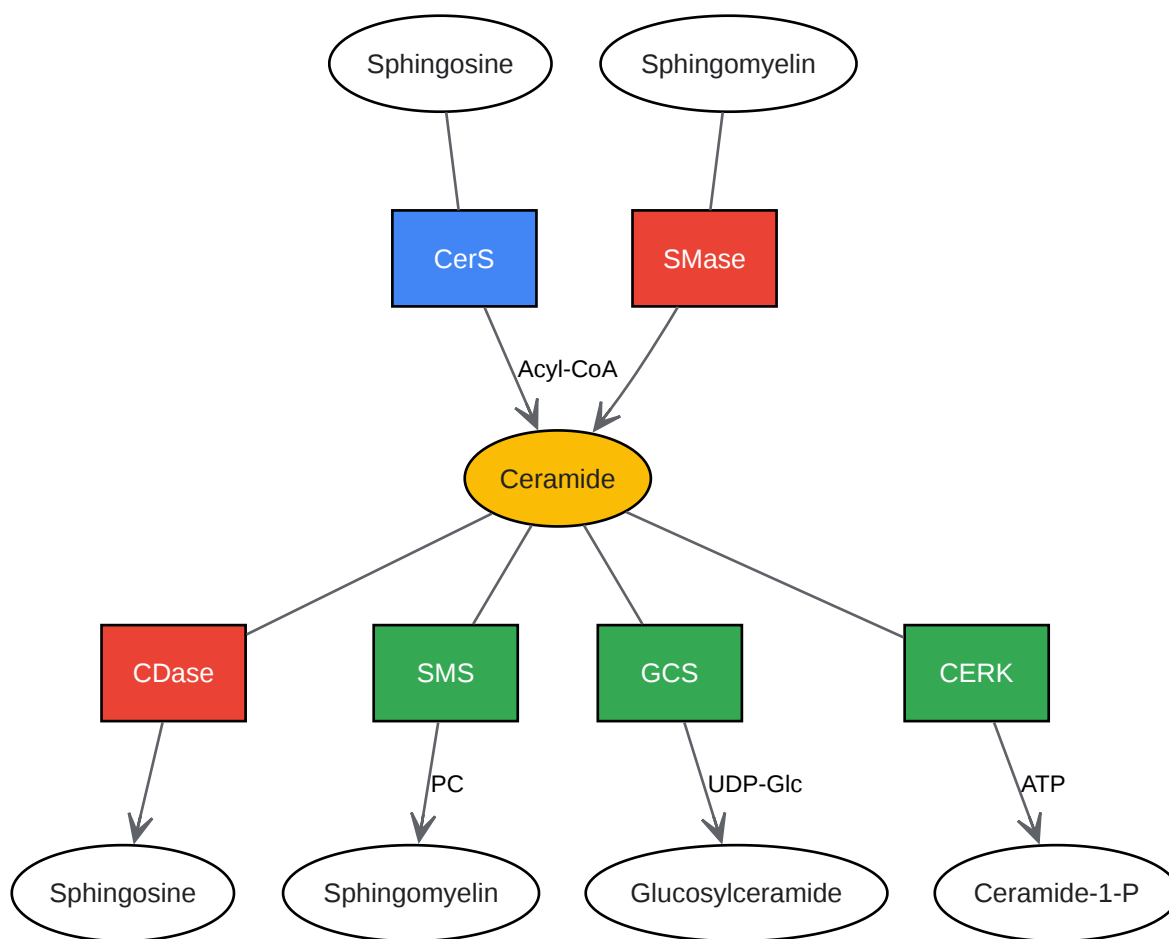 Sphingosine
Sphingomyelin
CerS
SMase
Acyl-CoA
Ceramide
CDase
SMS
GCS
CERK
PC
UDP-Glc
ATP
Sphingosine
Sphingomyelin
Glucosylceramide
Ceramide-1-P